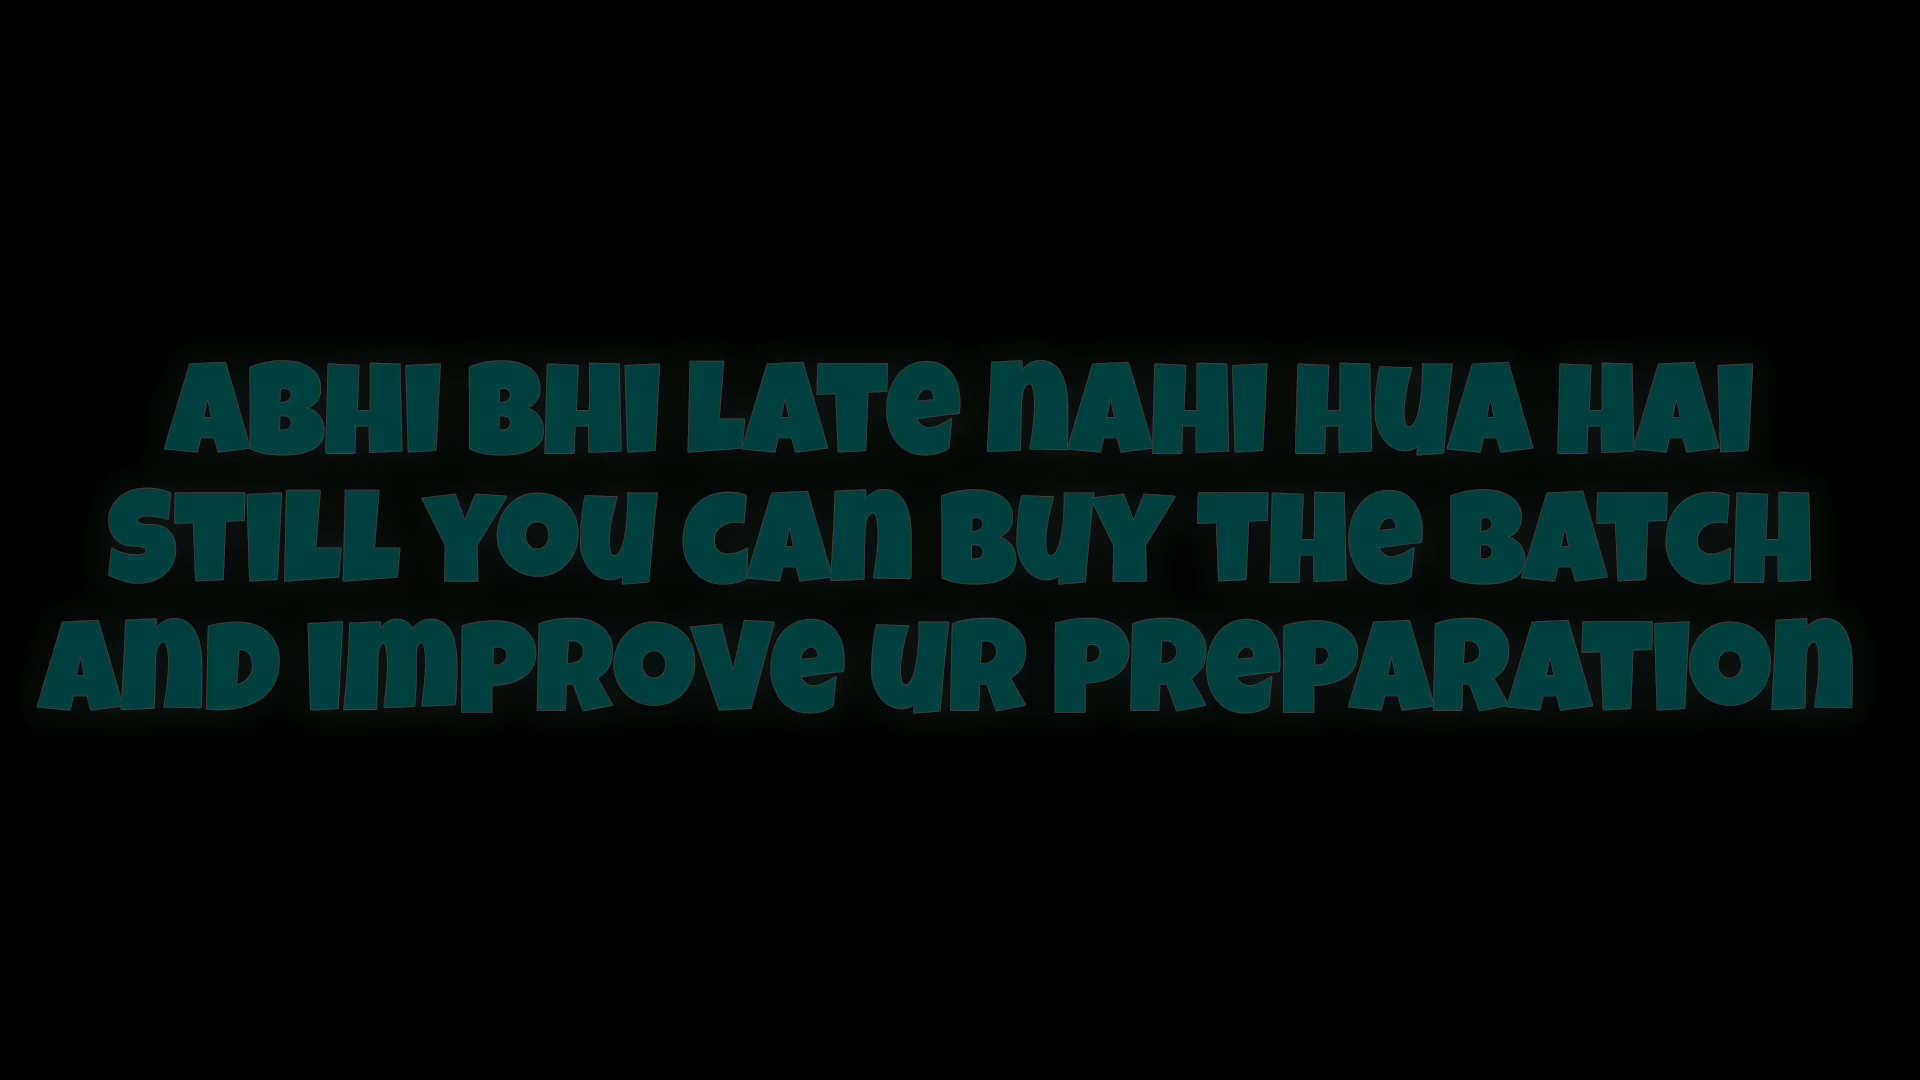 ABHI BHI LATE NAHI HUA HAI
STILL YOU CAN BUY THE BATCH
AND IMPROVE UR PREPARATION